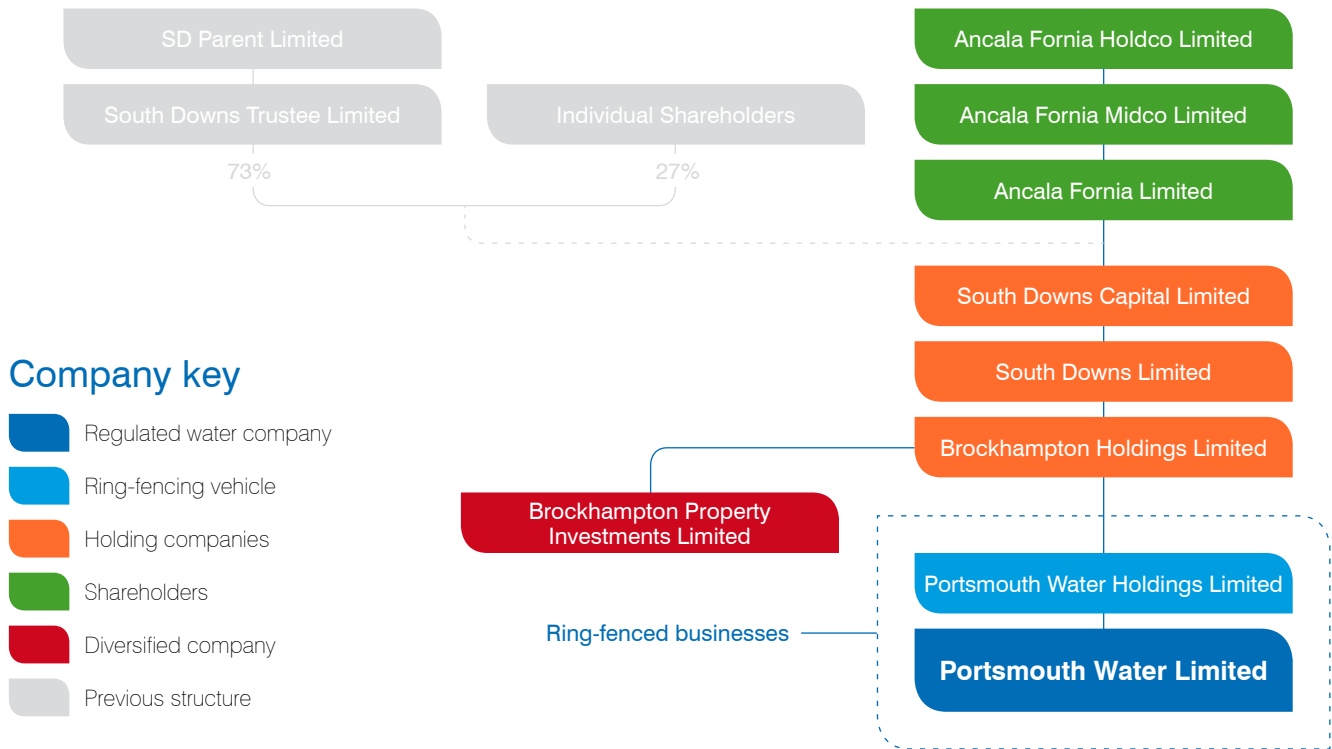 SD Parent Limited
South Downs Trustee Limited
73%
Individual Shareholders
27%
Ancala Fornia Holdco Limited
Ancala Fornia Midco Limited
Ancala Fornia Limited
South Downs Capital Limited
South Downs Limited
Brockhampton Holdings Limited
Brockhampton Property
Investments Limited
Portsmouth Water Holdings Limited
Ring-fenced businesses
Portsmouth Water Limited
Company key
Regulated water company
Ring-fencing vehicle
Holding companies
Shareholders
Diversified company
Previous structure